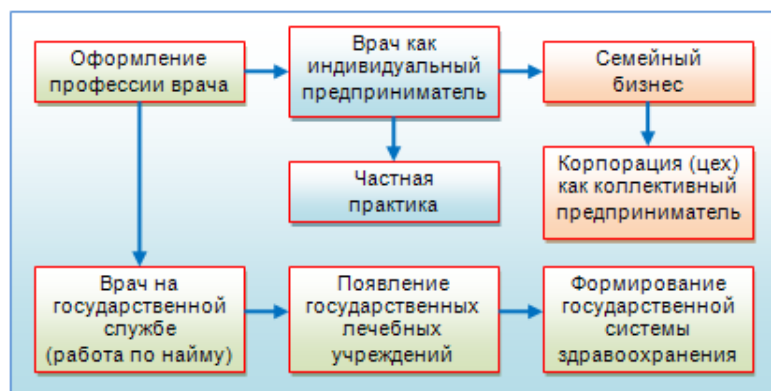 Оформление
профессии врача
Врач как
индивидуальный
предприниматель
Семейный
бизнес
Частная
практика
Корпорация (цех)
как коллективный
предприниматель
Врач на
государственной
службе
(работа по найму)
Появление
государственных
лечебных
учреждений
Формирование
государственной
системы
здравоохранения